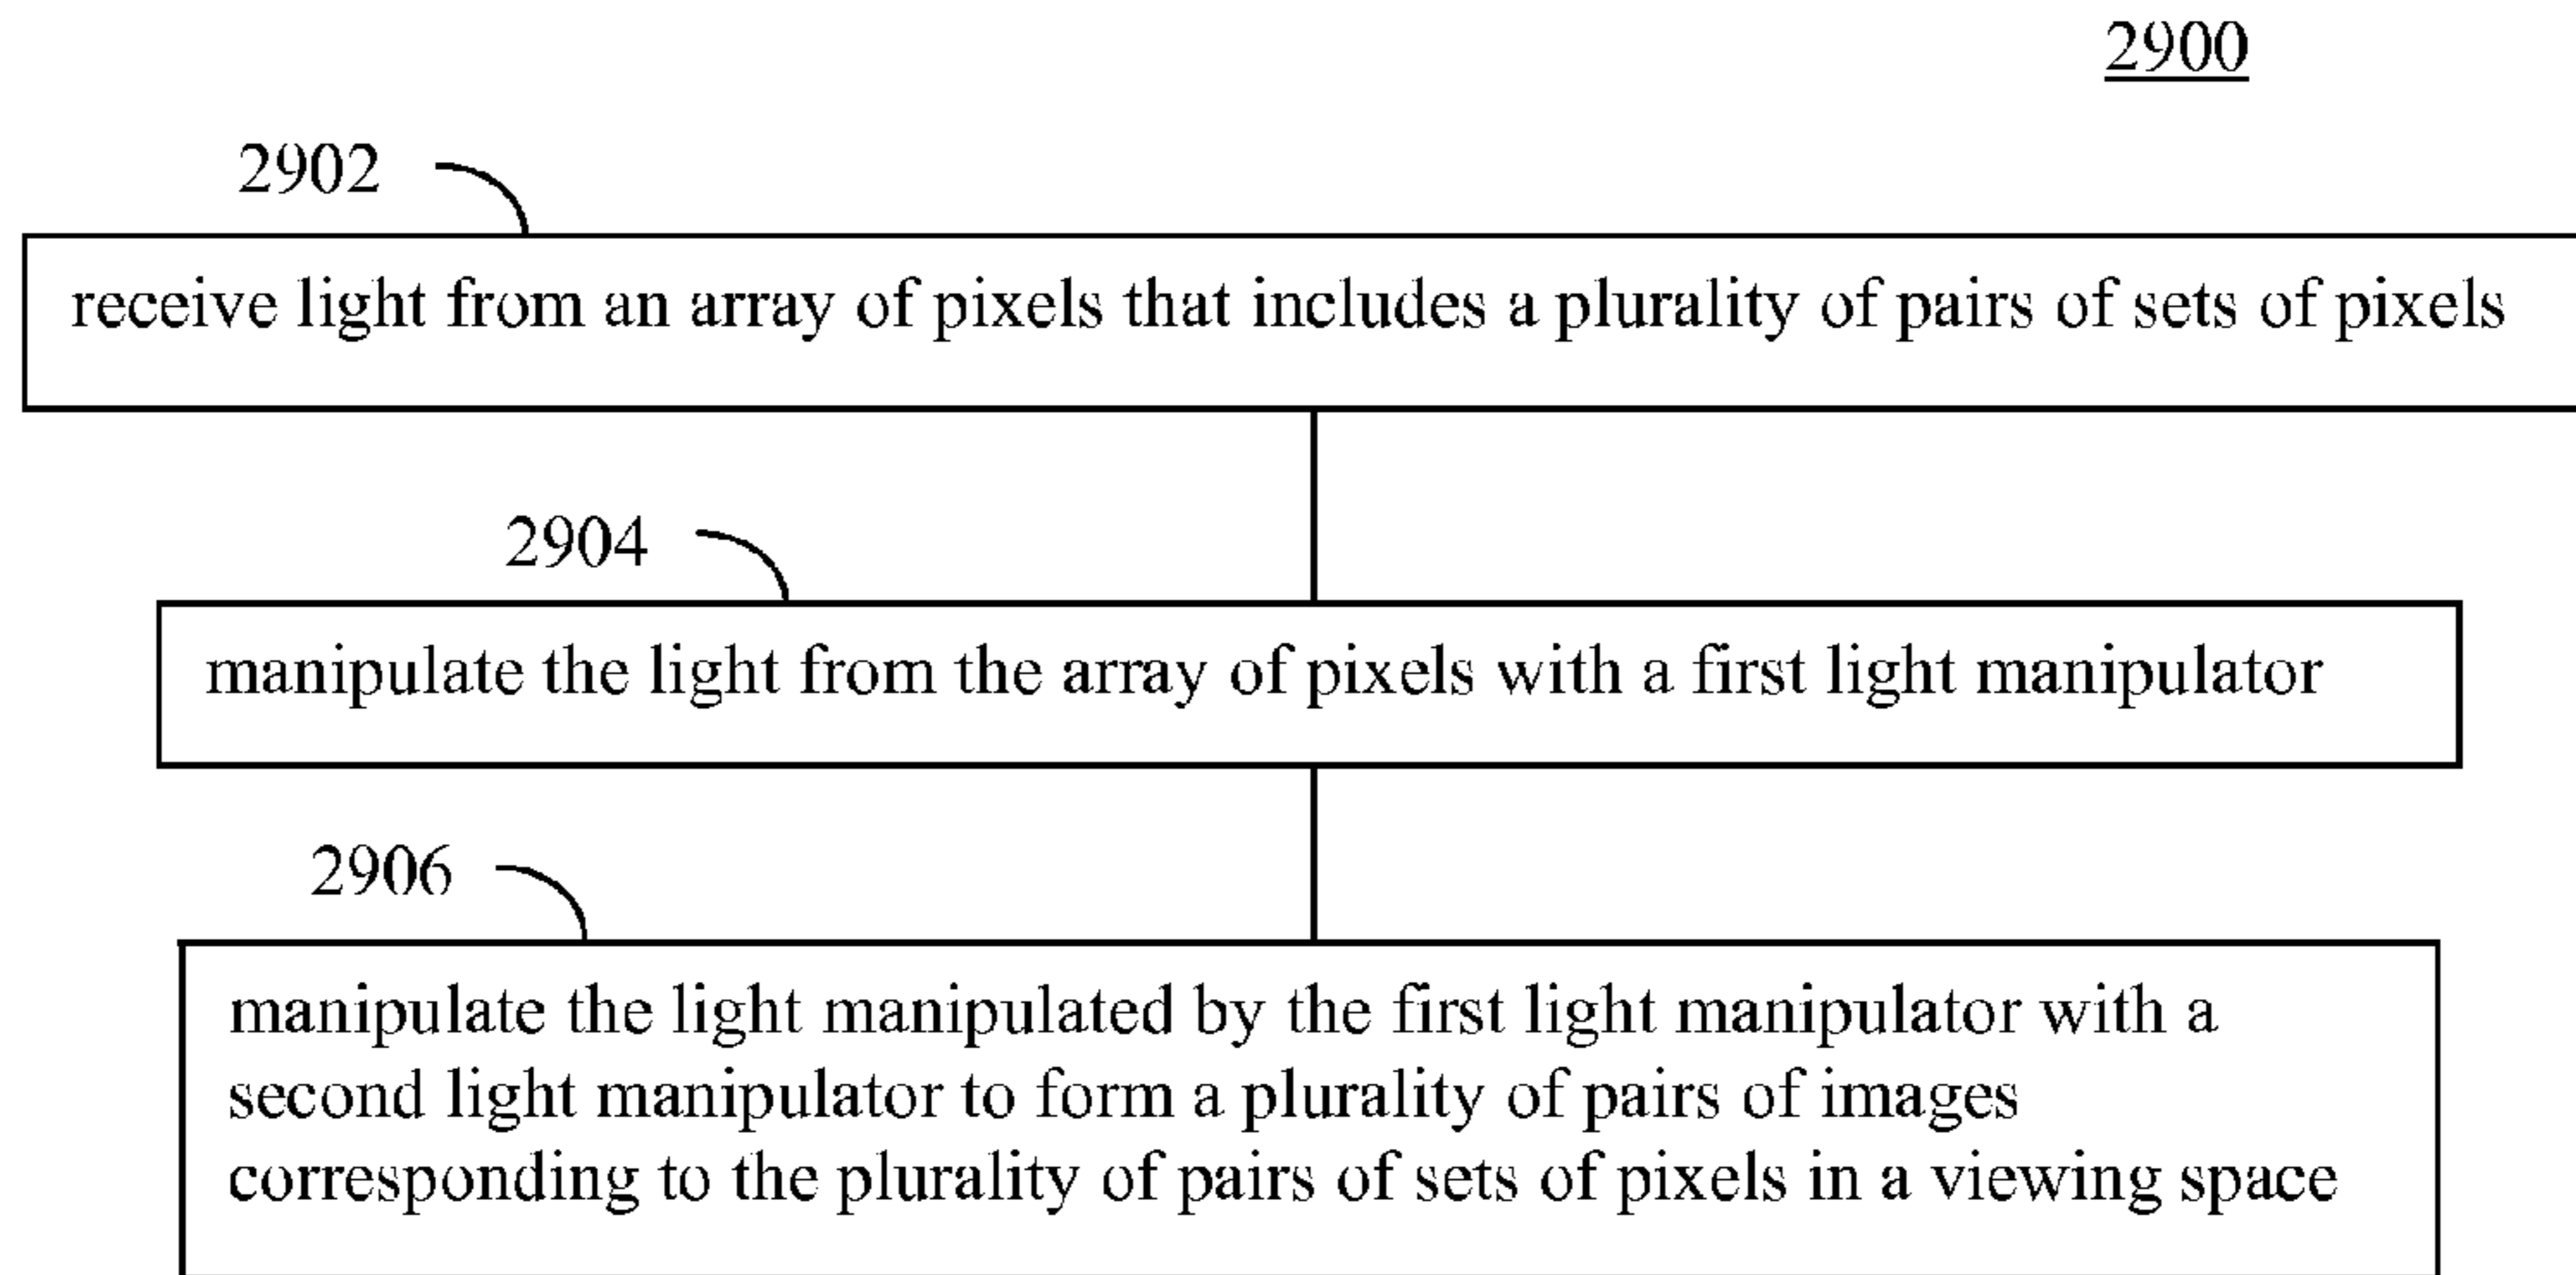 2900
2902
receive light from an array of pixels that includes a plurality of pairs of sets of pixels
2904
manipulate the light from the array of pixels with a first light manipulator
2906
manipulate the light manipulated by the first light manipulator with a
second light manipulator to form a plurality of pairs of images
corresponding to the plurality of pairs of sets of pixels in a viewing space